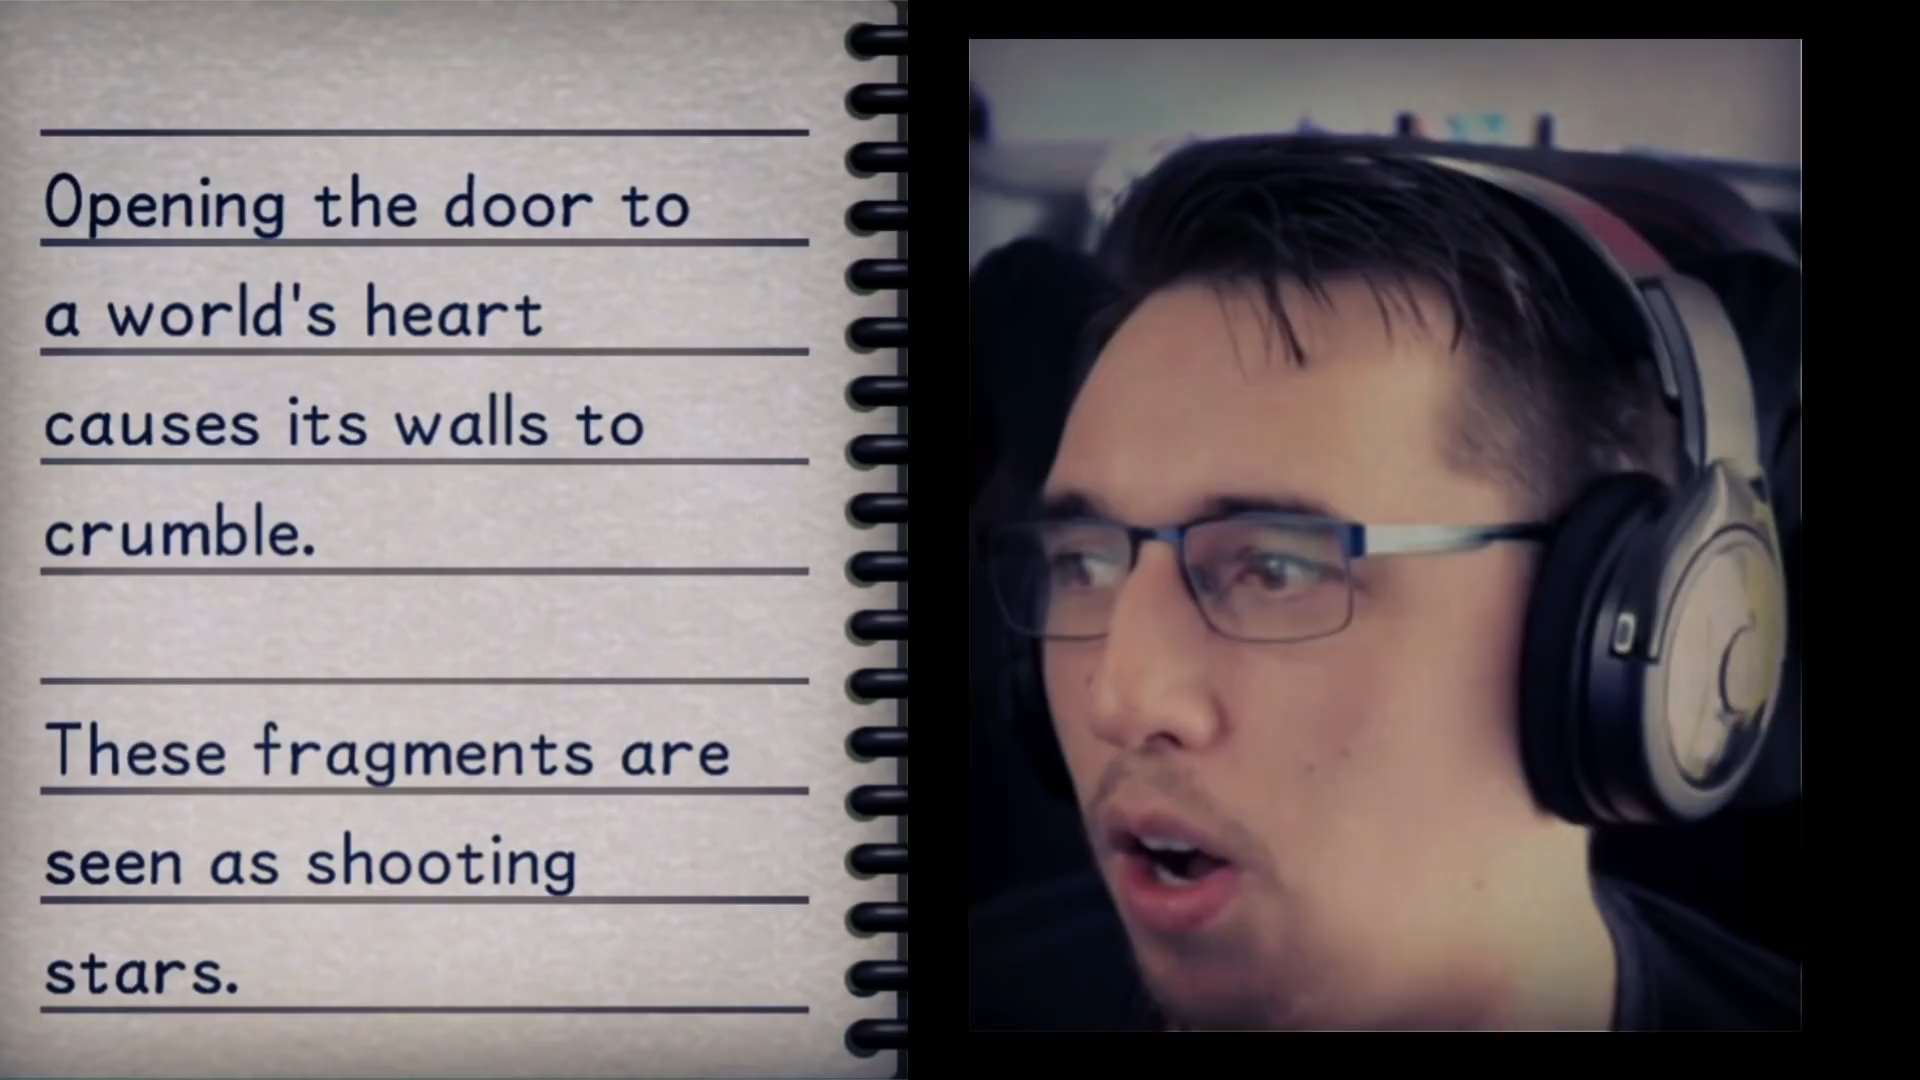 Opening the door to
a world's heart
causes its walls to
crumble.
These fragments are
seen as shooting
stars.